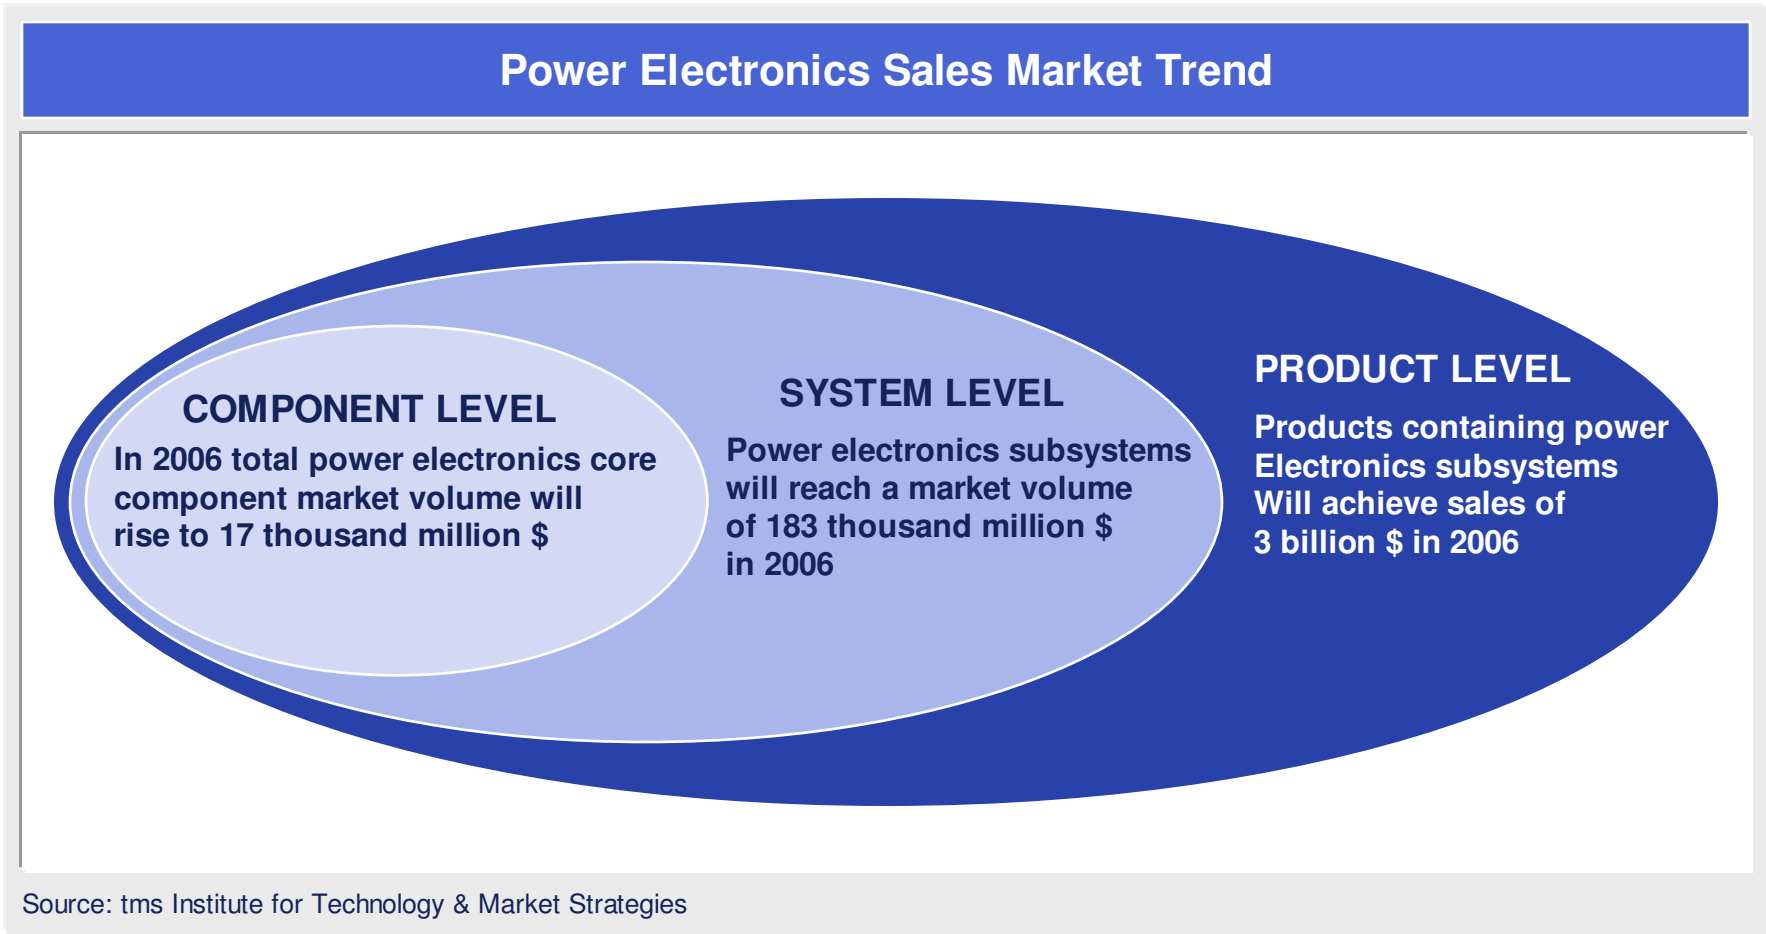 Power Electronics Sales Market Trend
COMPONENT LEVEL
In 2006 total power electronics core
component market volume will
rise to 17 thousand million $
SYSTEM LEVEL
Power electronics subsystems
will reach a market volume
of 183 thousand million $
in 2006
PRODUCT LEVEL
Products containing power
Electronics subsystems
Will achieve sales of
3 billion $ in 2006
Source: tms Institute for Technology & Market Strategies